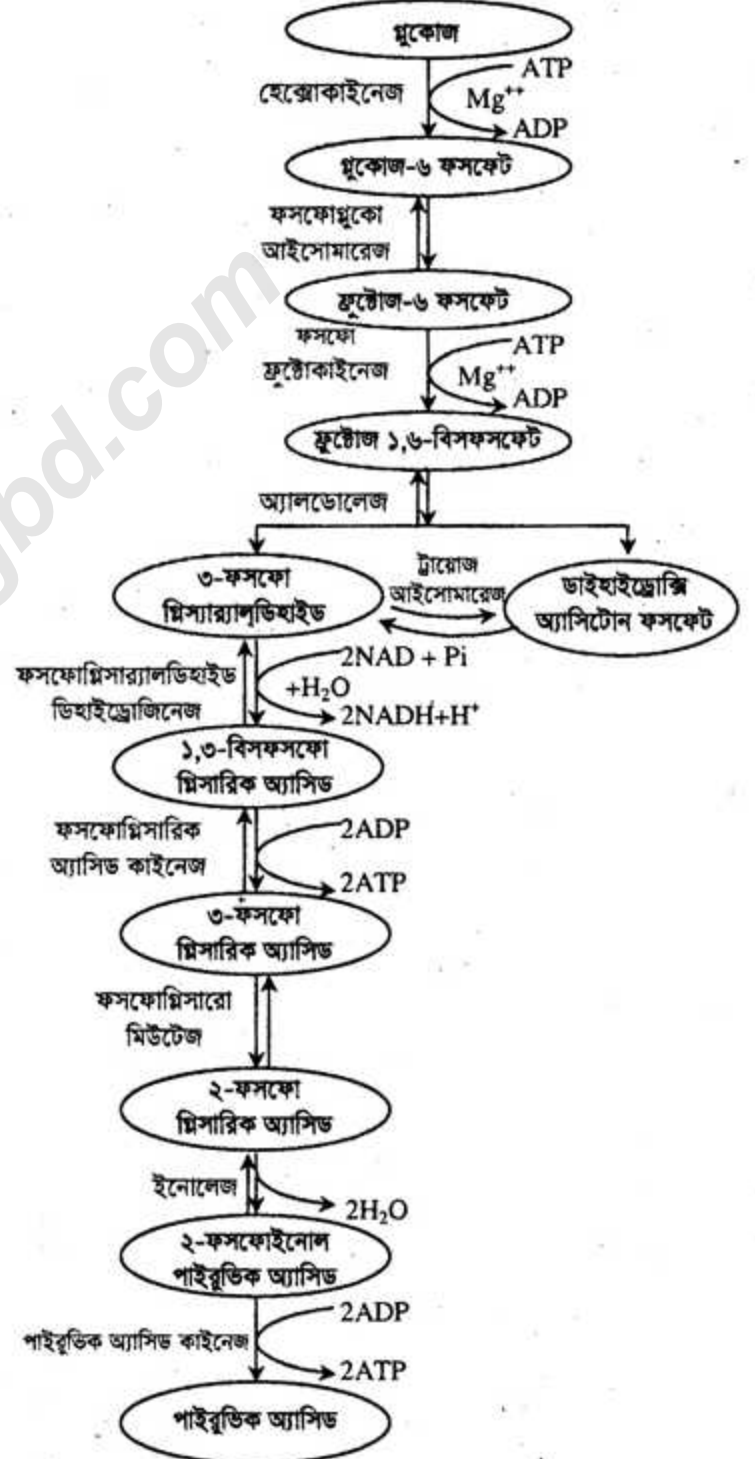 গ্লুকোজ
হেক্সোকাইনেজ
ATP
Mg++
ADP
গ্লুকোজ-৬ ফসফেট
ফসফোগ্লুকো
আইসোমারেজ
ফ্রুক্টোজ-৬ ফসফেট
ফসফো
ফ্রুক্টোকাইনেজ
ATP
Mg++
ADP
ফ্রুক্টোজ ১,৬-বিসফসফেট
অ্যালডোলেজ
৩-ফসফো
গ্লিস্যার‍্যাল্‌ডিহাইড
ট্রায়োজ
আইসোমারেজ
ডাইহাইড্রোক্সি
অ্যাসিটোন ফসফেট
ফসফোগ্লিসার‍্যালডিহাইড
ডিহাইড্রোজিনেজ
2NAD + Pi
+H₂O
2NADH+H⁺
১,৩-বিসফসফো
গ্লিসারিক অ্যাসিড
ফসফোগ্লিসারিক
অ্যাসিড কাইনেজ
2ADP
2ATP
৩-ফসফো
গ্লিসারিক অ্যাসিড
ফসফোগ্লিসারো
মিউটেজ
২-ফসফো
গ্লিসারিক অ্যাসিড
ইনোলেজ
2H₂O
২-ফসফোইনোল
পাইরুভিক অ্যাসিড
পাইরুভিক অ্যাসিড কাইনেজ
2ADP
2ATP
পাইরুভিক অ্যাসিড
gbd.com